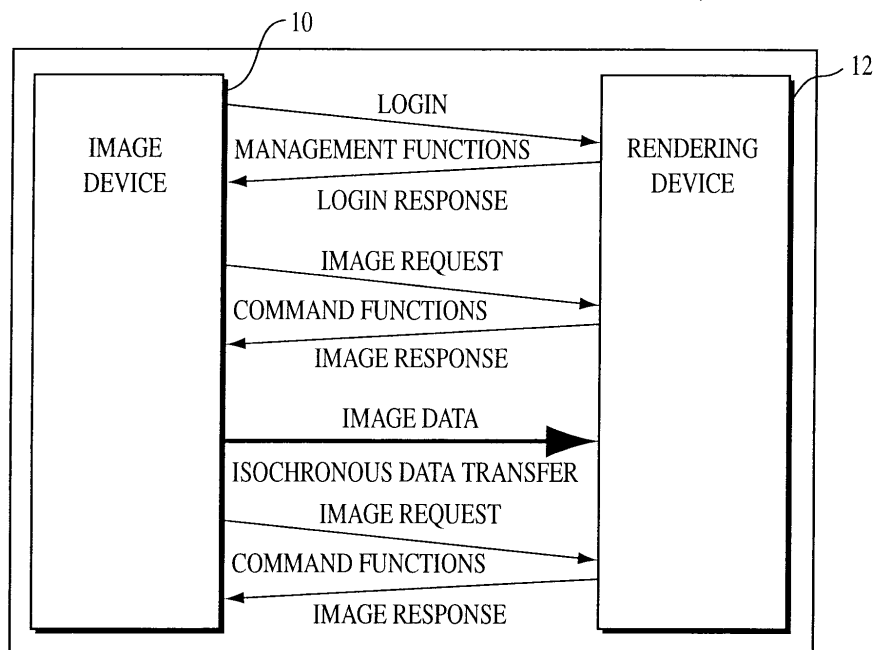 10
12
IMAGE
DEVICE
RENDERING
DEVICE
LOGIN
MANAGEMENT FUNCTIONS
LOGIN RESPONSE
IMAGE REQUEST
COMMAND FUNCTIONS
IMAGE RESPONSE
IMAGE DATA
ISOCHRONOUS DATA TRANSFER
IMAGE REQUEST
COMMAND FUNCTIONS
IMAGE RESPONSE